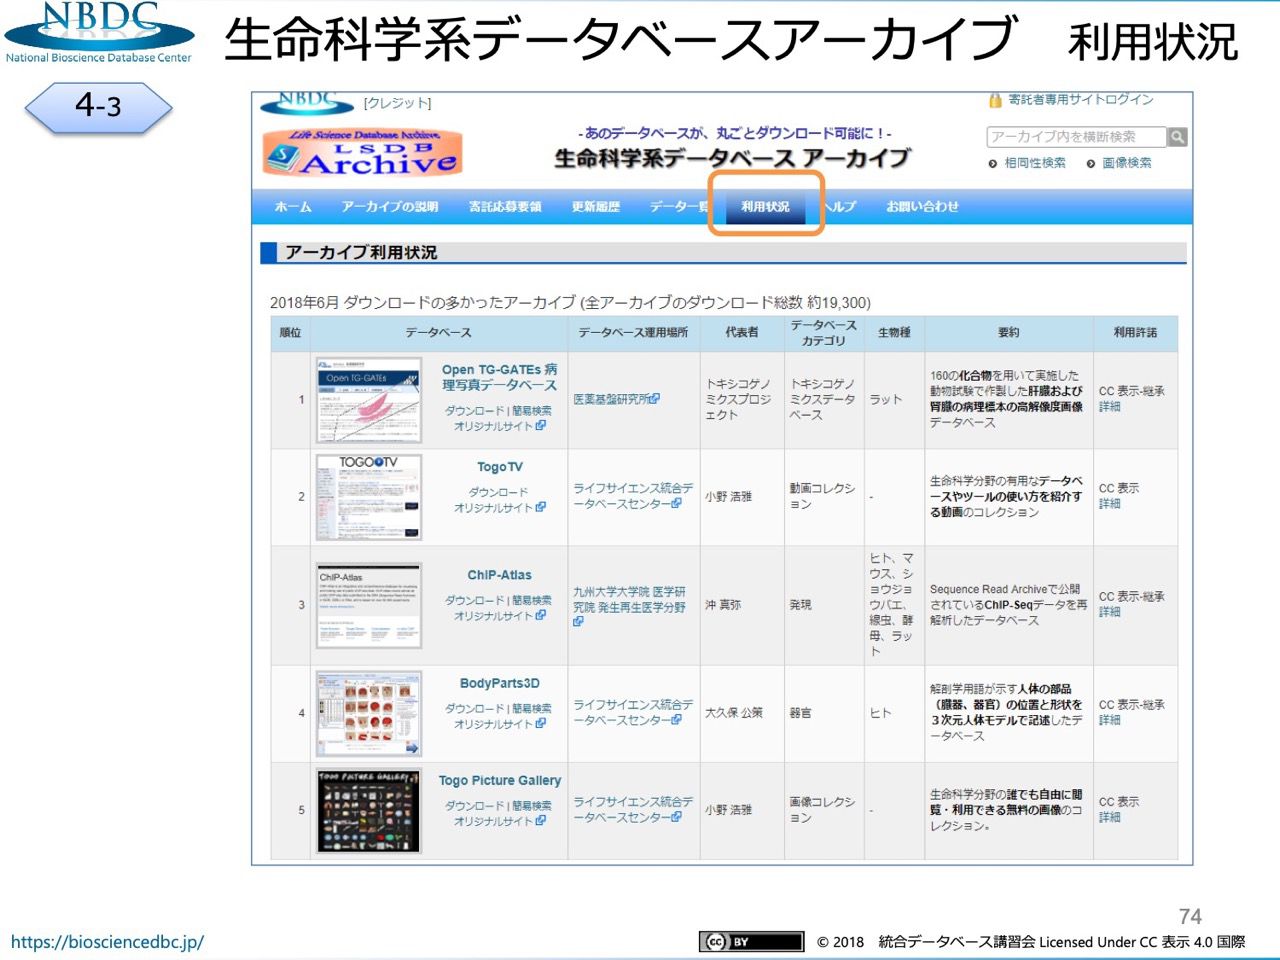 NBDC
National Bioscience Database Center
生命科学系データベースアーカイブ 利用状況
4-3
NBDC [クレジット]
寄託者専用サイトログイン
Life Science Database Archive
LSDB
Archive
-あのデータベースが、丸ごとダウンロード可能に！-
生命科学系データベース アーカイブ
アーカイブ内を横断検索
相同性検索 画像検索
ホーム アーカイブの説明 寄託応募要領 更新履歴 データ一覧 利用状況 ヘルプ お問い合わせ
アーカイブ利用状況
2018年6月 ダウンロードの多かったアーカイブ (全アーカイブのダウンロード総数 約19,300)
順位 データベース データベース運用場所 代表者 データベース
カテゴリ 生物種 要約 利用許諾
1
Open TG-GATEs
Open TG-GATEs 病
理写真データベース
ダウンロード | 簡易検索
オリジナルサイト
医薬基盤研究所
トキシコゲノ
ミクスプロジ
ェクト
トキシコゲノ
ミクスデータ
ベース
ラット
160の化合物を用いて実施した
動物試験で作製した肝臓および
腎臓の病理標本の高解像度画像
データベース
CC 表示-継承
詳細
2
TOGOTV
TogoTV
ダウンロード
オリジナルサイト
ライフサイエンス統合デ
ータベースセンター
小野 浩雅
動画コレクシ
ョン
-
生命科学分野の有用なデータベ
ースやツールの使い方を紹介す
る動画のコレクション
CC 表示
詳細
3
ChIP-Atlas
ChIP-Atlas
ダウンロード | 簡易検索
オリジナルサイト
九州大学大学院 医学研
究院 発生再生医学分野
沖 真弥
発現
ヒト、マ
ウス、シ
ョウジョ
ウバエ、
線虫、酵
母、ラッ
ト
Sequence Read Archiveで公開
されているChIP-Seqデータを再
解析したデータベース
CC 表示-継承
詳細
4
BodyParts3D
ダウンロード | 簡易検索
オリジナルサイト
ライフサイエンス統合デ
ータベースセンター
大久保 公策
器官
ヒト
解剖学用語が示す人体の部品
（臓器、器官）の位置と形状を
３次元人体モデルで記述したデ
ータベース
CC 表示-継承
詳細
5
TOGO PICTURE GALLERY
Togo Picture Gallery
ダウンロード | 簡易検索
オリジナルサイト
ライフサイエンス統合デ
ータベースセンター
小野 浩雅
画像コレクシ
ョン
-
生命科学分野の誰でも自由に閲
覧・利用できる無料の画像のコ
レクション。
CC 表示
詳細
74
https://biosciencedbc.jp/
cc BY
© 2018 統合データベース講習会 Licensed Under CC 表示 4.0 国際